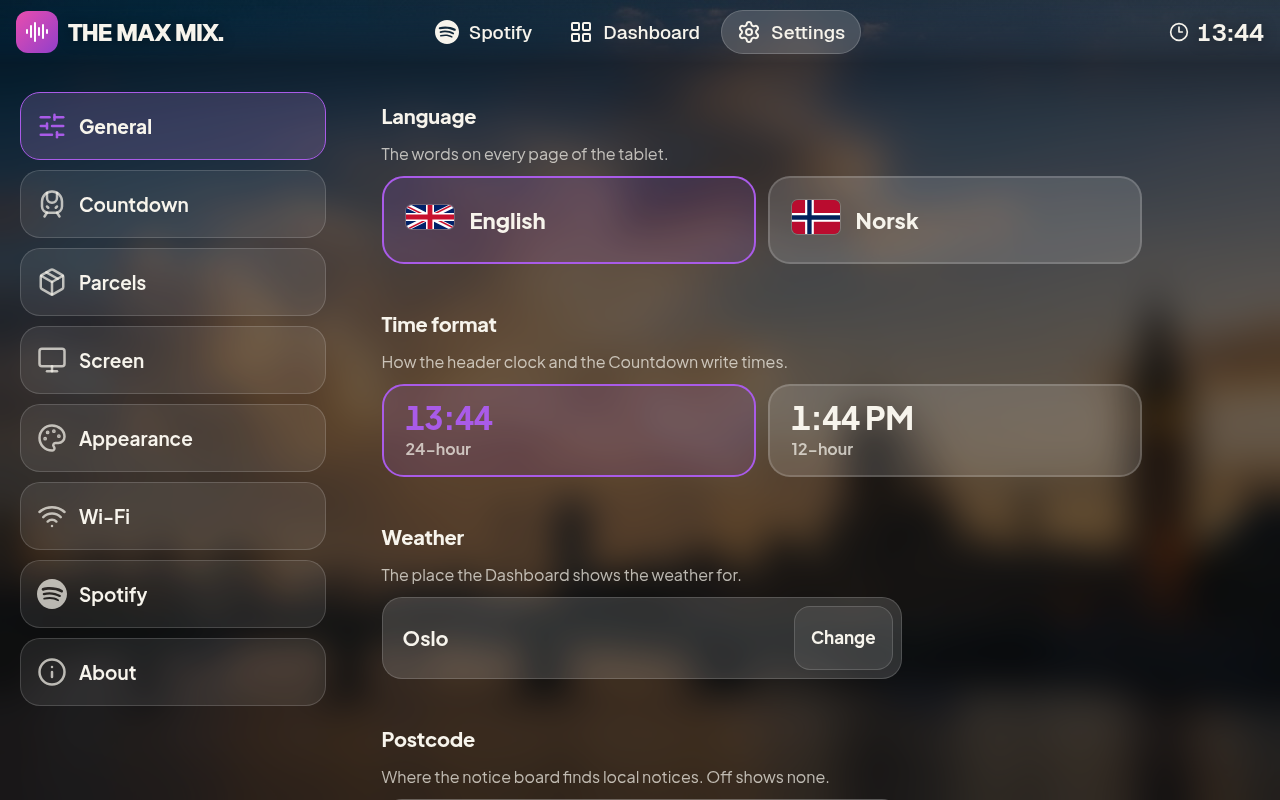 THE MAX MIX.
Spotify
Dashboard
Settings
13:44
General
Countdown
Parcels
Screen
Appearance
Wi-Fi
Spotify
About
Language
The words on every page of the tablet.
English
Norsk
Time format
How the header clock and the Countdown write times.
13:44
24-hour
1:44 PM
12-hour
Weather
The place the Dashboard shows the weather for.
Oslo
Change
Postcode
Where the notice board finds local notices. Off shows none.